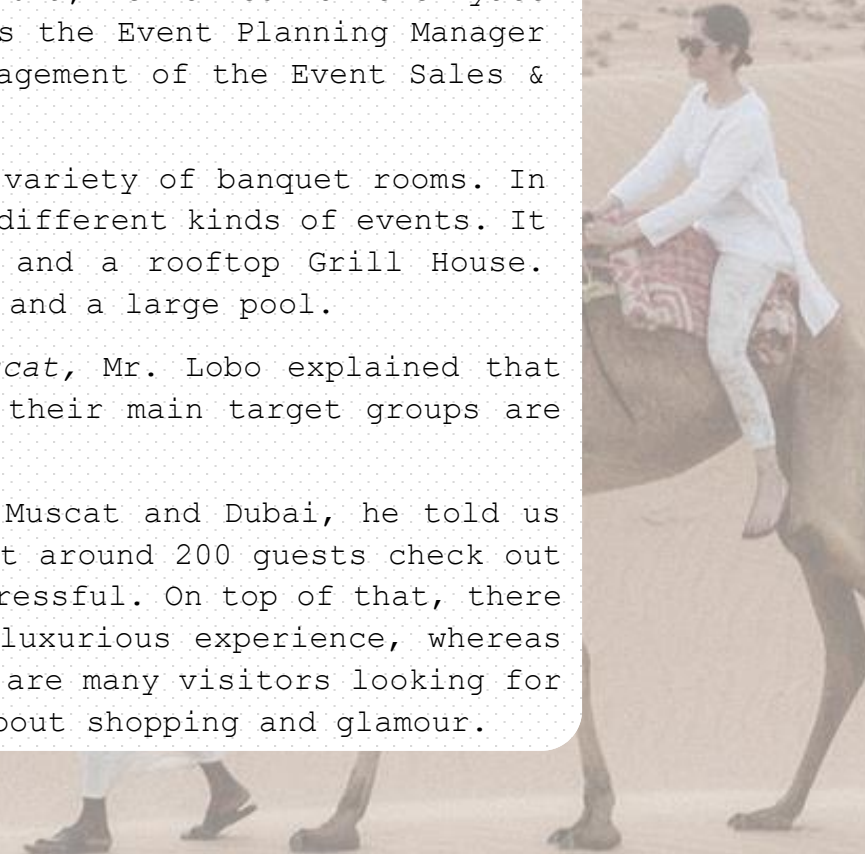 s the Event Planning Manager
agement of the Event Sales &
variety of banquet rooms. In
different kinds of events. It
and a rooftop Grill House.
and a large pool.
cat, Mr. Lobo explained that
their main target groups are
Muscat and Dubai, he told us
t around 200 guests check out
ressful. On top of that, there
luxurious experience, whereas
are many visitors looking for
bout shopping and glamour.